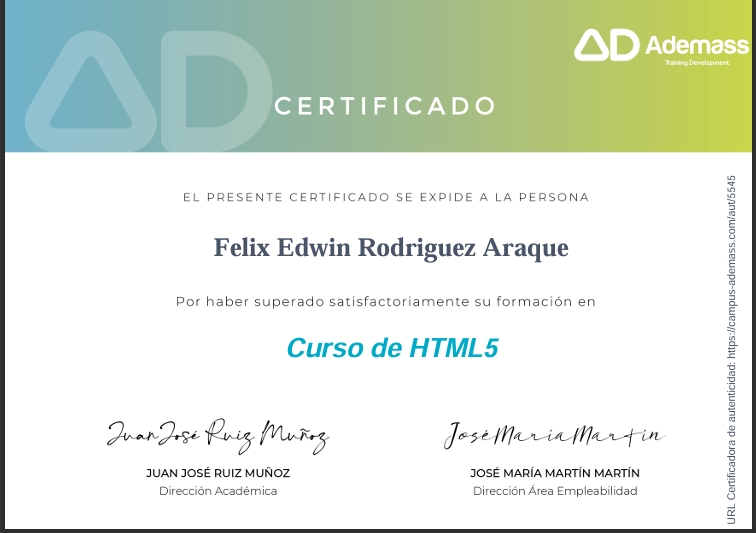 AD Ademass
Training Development
CERTIFICADO
EL PRESENTE CERTIFICADO SE EXPIDE A LA PERSONA
Felix Edwin Rodriguez Araque
Por haber superado satisfactoriamente su formación en
Curso de HTML5
Juan José Ruiz Muñoz
José María Martín
JUAN JOSÉ RUIZ MUÑOZ
JOSÉ MARÍA MARTÍN MARTÍN
Dirección Académica
Dirección Área Empleabilidad
URL Certificadora de autenticidad: https://campus-ademass.com/aut/5545